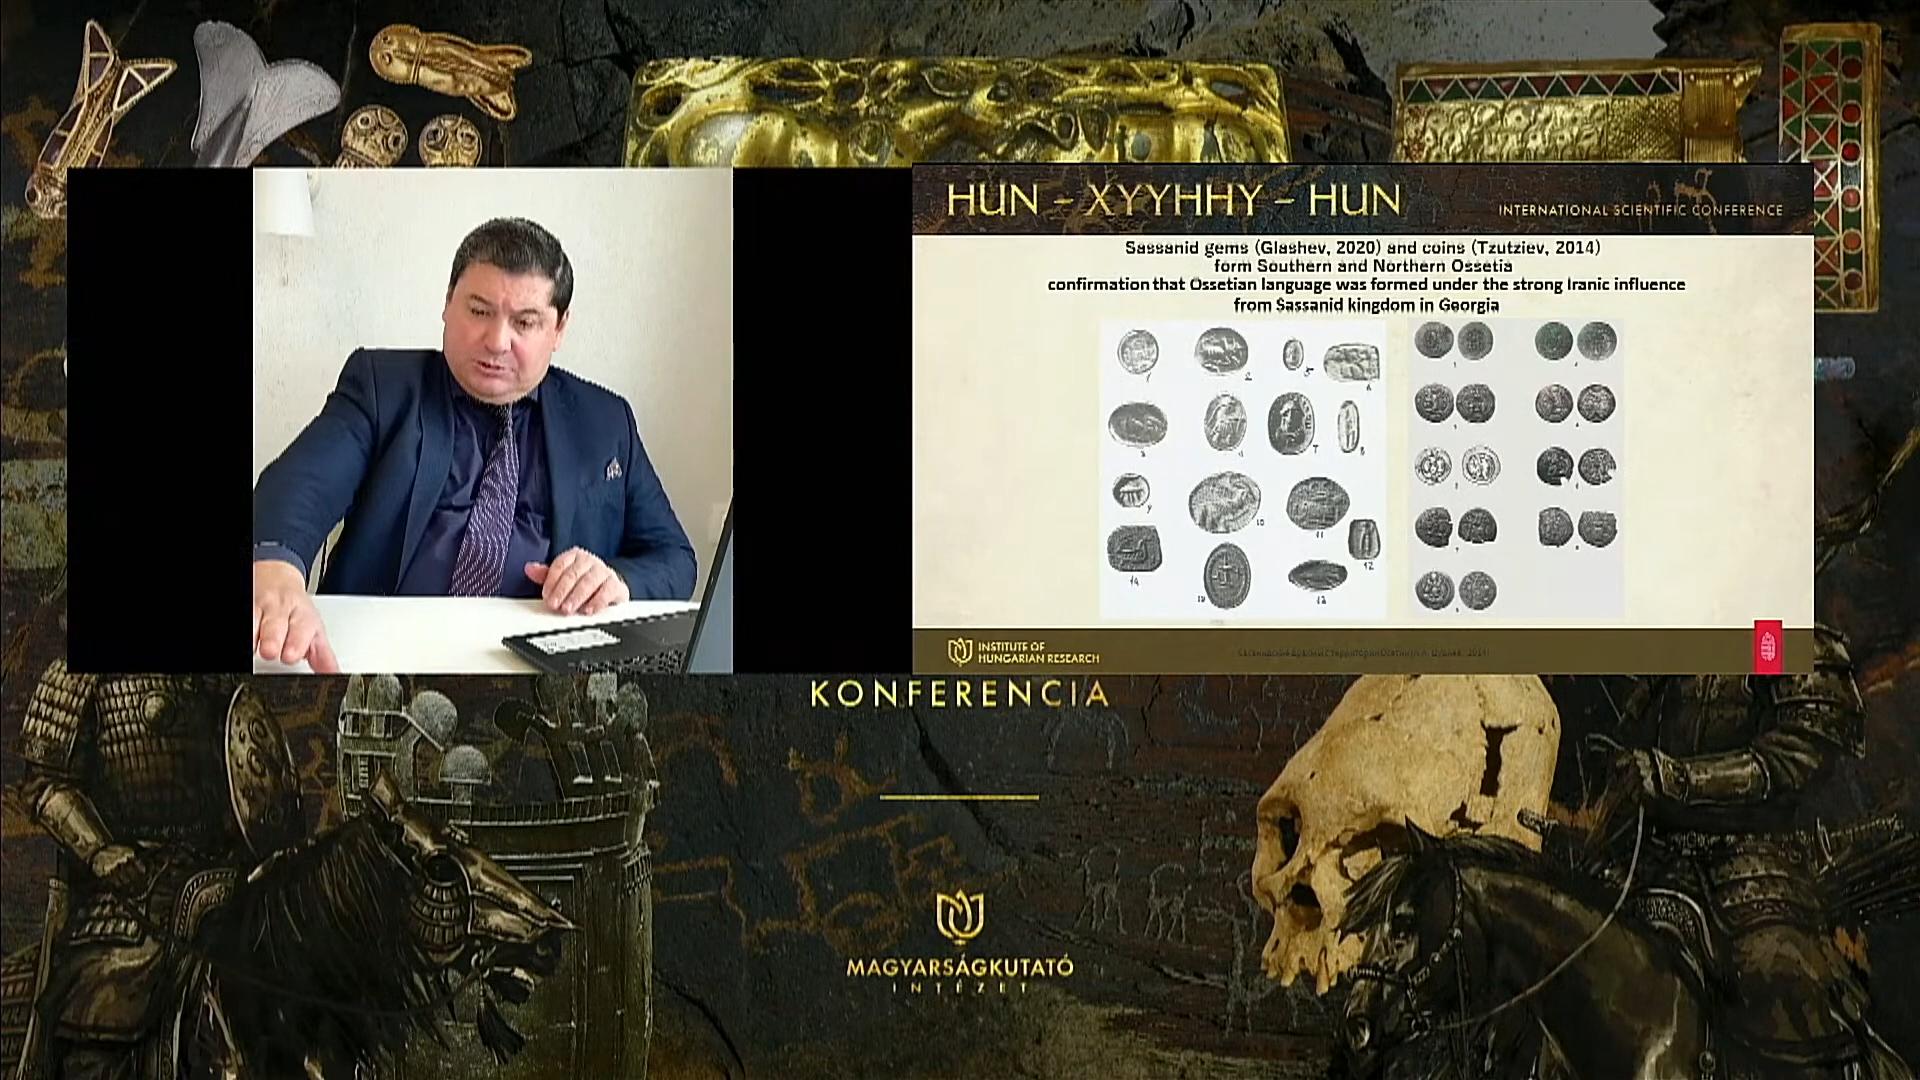 HUN - ХҮҮННҮ - HUN
INTERNATIONAL SCIENTIFIC CONFERENCE
Sassanid gems (Glashev, 2020) and coins (Tzutziev, 2014)
form Southern and Northern Ossetia
confirmation that Ossetian language was formed under the strong Iranic influence
from Sassanid kingdom in Georgia
INSTITUTE OF
HUNGARIAN RESEARCH
KONFERENCIA
MAGYARSÁGKUTATÓ
INTÉZET